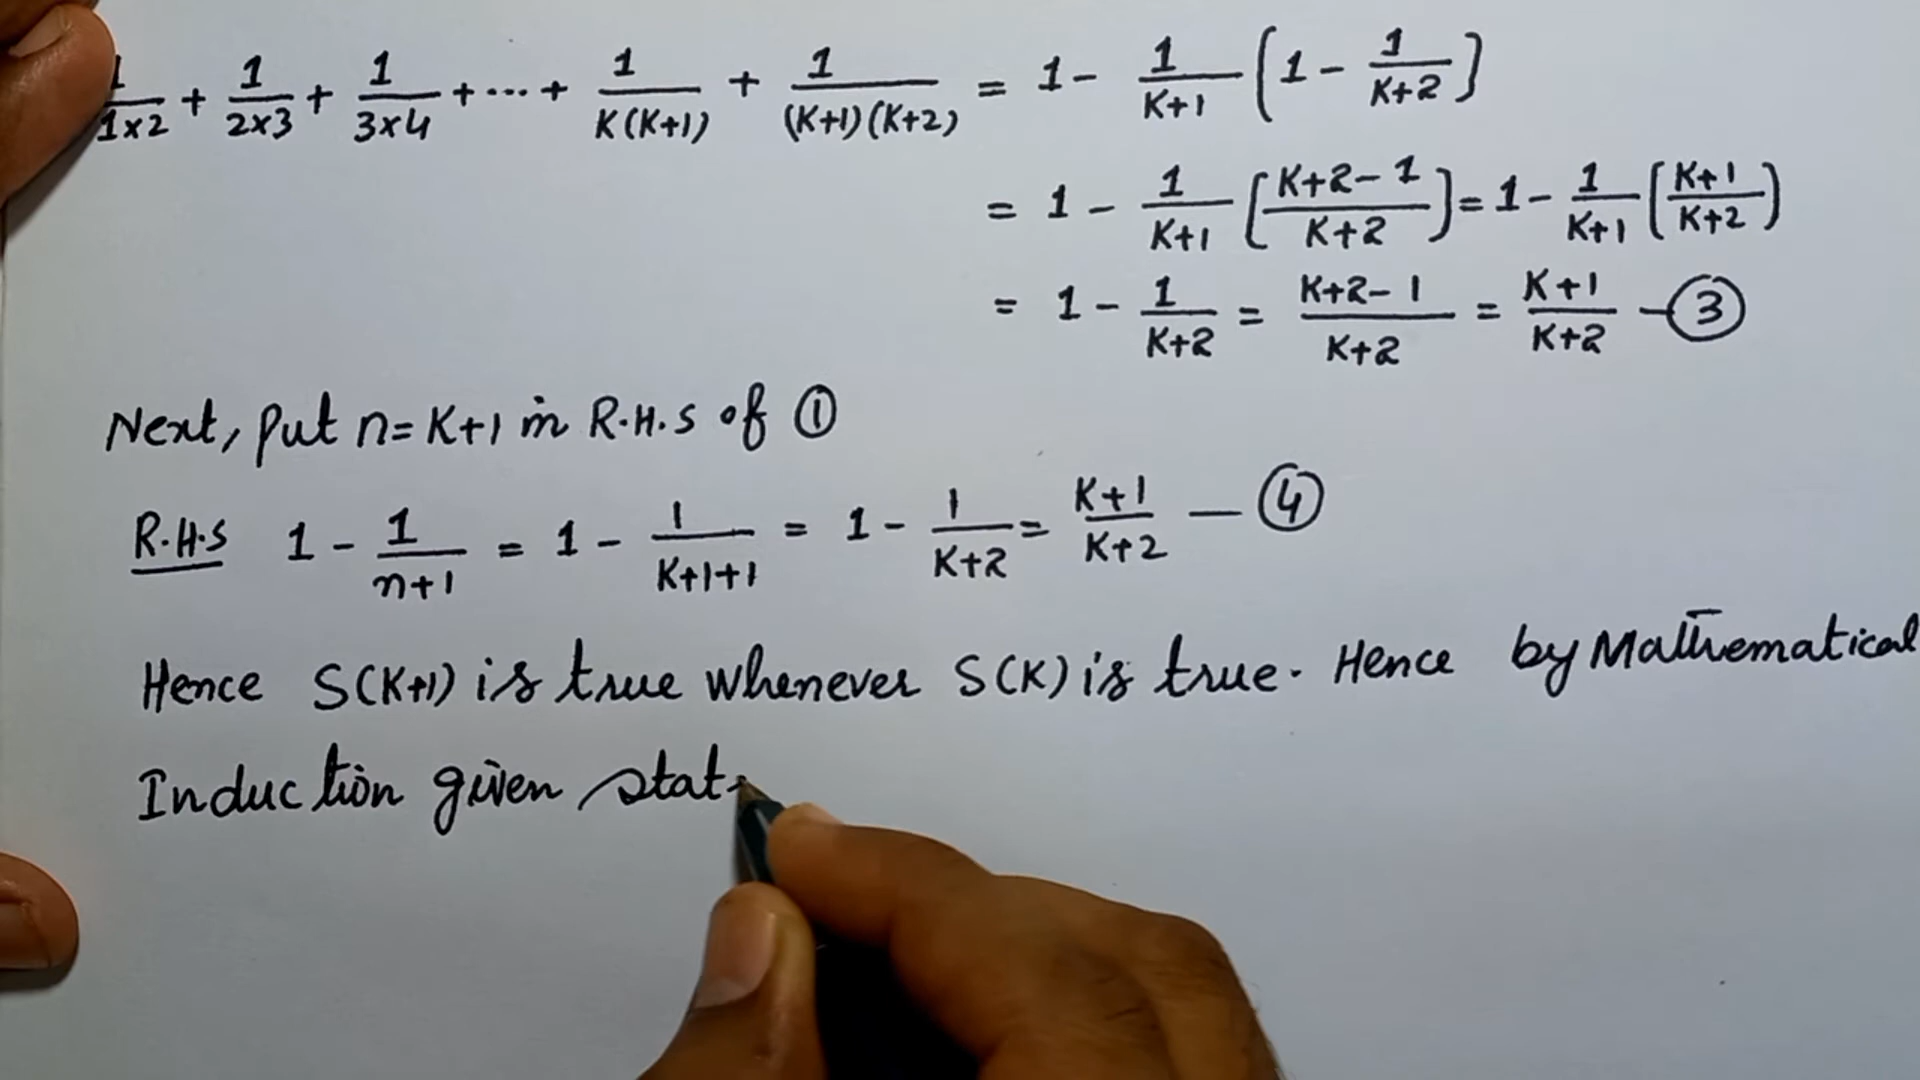 1/1×2 + 1/2×3 + 1/3×4 + ... + 1/K(K+1) + 1/(K+1)(K+2) = 1 - 1/K+1 [1 - 1/K+2]
= 1 - 1/K+1 [K+2-1/K+2] = 1 - 1/K+1 [K+1/K+2]
= 1 - 1/K+2 = K+2-1/K+2 = K+1/K+2 — ③
Next, Put n=K+1 in R.H.S of ①
R.H.S 1 - 1/n+1 = 1 - 1/K+1+1 = 1 - 1/K+2 = K+1/K+2 — ④
Hence S(K+1) is true whenever S(K) is true. Hence by Mathematical
Induction given stat